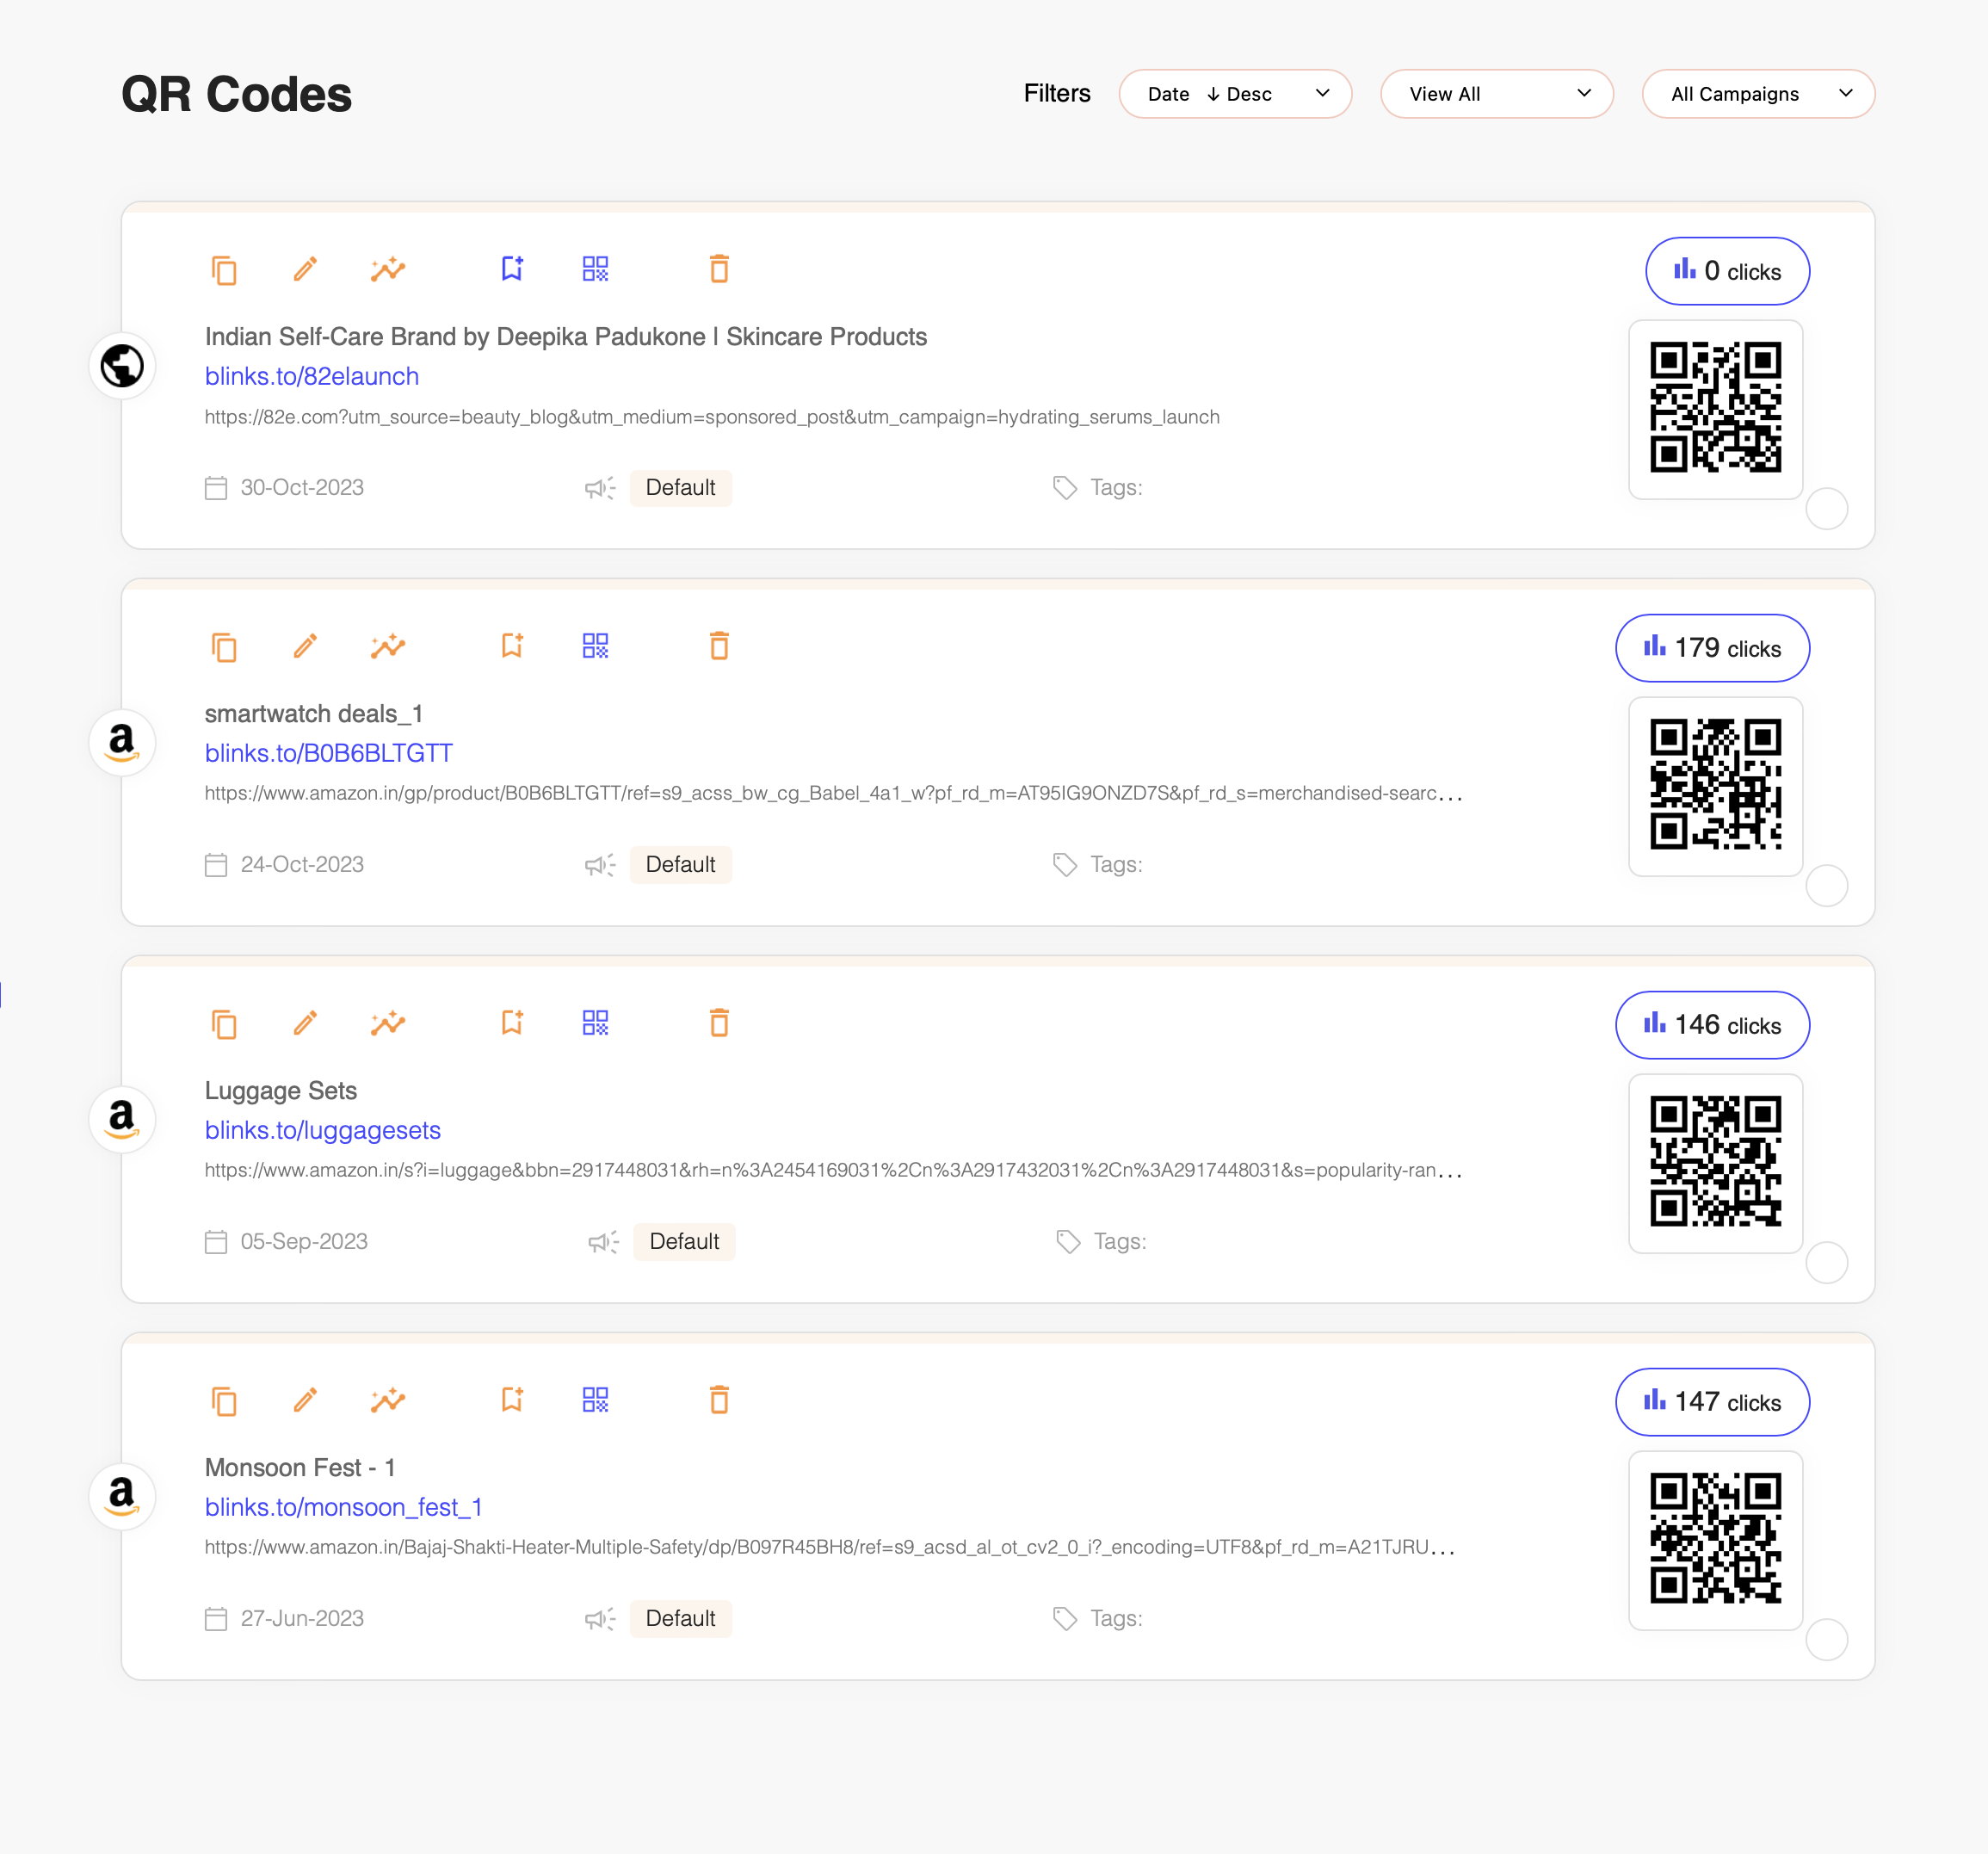 QR Codes
Filters
Date ↓ Desc
View All
All Campaigns
0 clicks
Indian Self-Care Brand by Deepika Padukone | Skincare Products
blinks.to/82elaunch
https://82e.com?utm_source=beauty_blog&utm_medium=sponsored_post&utm_campaign=hydrating_serums_launch
30-Oct-2023
Default
Tags:
179 clicks
smartwatch deals_1
blinks.to/B0B6BLTGTT
https://www.amazon.in/gp/product/B0B6BLTGTT/ref=s9_acss_bw_cg_Babel_4a1_w?pf_rd_m=AT95IG9ONZD7S&pf_rd_s=merchandised-searc...
24-Oct-2023
Default
Tags:
146 clicks
Luggage Sets
blinks.to/luggagesets
https://www.amazon.in/s?i=luggage&bbn=2917448031&rh=n%3A2454169031%2Cn%3A2917432031%2Cn%3A2917448031&s=popularity-ran...
05-Sep-2023
Default
Tags:
147 clicks
Monsoon Fest - 1
blinks.to/monsoon_fest_1
https://www.amazon.in/Bajaj-Shakti-Heater-Multiple-Safety/dp/B097R45BH8/ref=s9_acsd_al_ot_cv2_0_i?_encoding=UTF8&pf_rd_m=A21TJRU...
27-Jun-2023
Default
Tags: